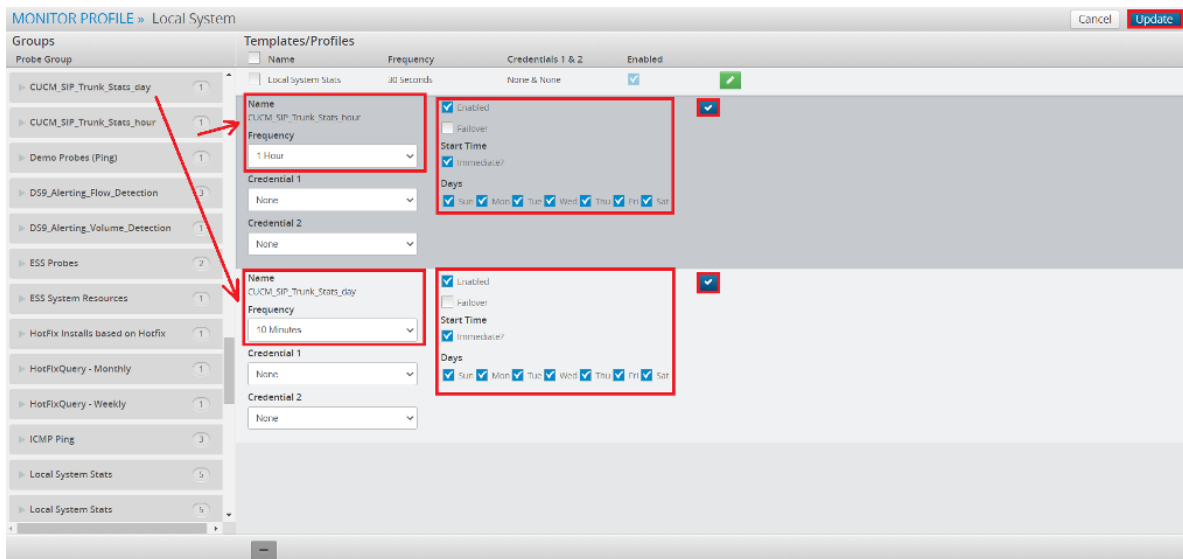 MONITOR PROFILE » Local System
Cancel
Update
Groups
Probe Group
CUCM_SIP_Trunk_Stats_day 1
CUCM_SIP_Trunk_Stats_hour 1
Demo Probes (Ping) 1
DS9_Alerting_Flow_Detection 3
DS9_Alerting_Volume_Detection 1
ESS Probes 2
ESS System Resources 1
HotFix Installs based on Hotfix 1
HotFixQuery - Monthly 1
HotFixQuery - Weekly 1
ICMP Ping 3
Local System Stats 5
Local System Stats 5
Templates/Profiles
Name Frequency Credentials 1 & 2 Enabled
Local System Stats 30 Seconds None & None
Name
CUCM_SIP_Trunk_Stats_hour
Frequency
1 Hour
Credential 1
None
Credential 2
None
Enabled
Failover
Start Time
Immediate?
Days
Sun Mon Tue Wed Thu Fri Sat
Name
CUCM_SIP_Trunk_Stats_day
Frequency
10 Minutes
Credential 1
None
Credential 2
None
Enabled
Failover
Start Time
Immediate?
Days
Sun Mon Tue Wed Thu Fri Sat